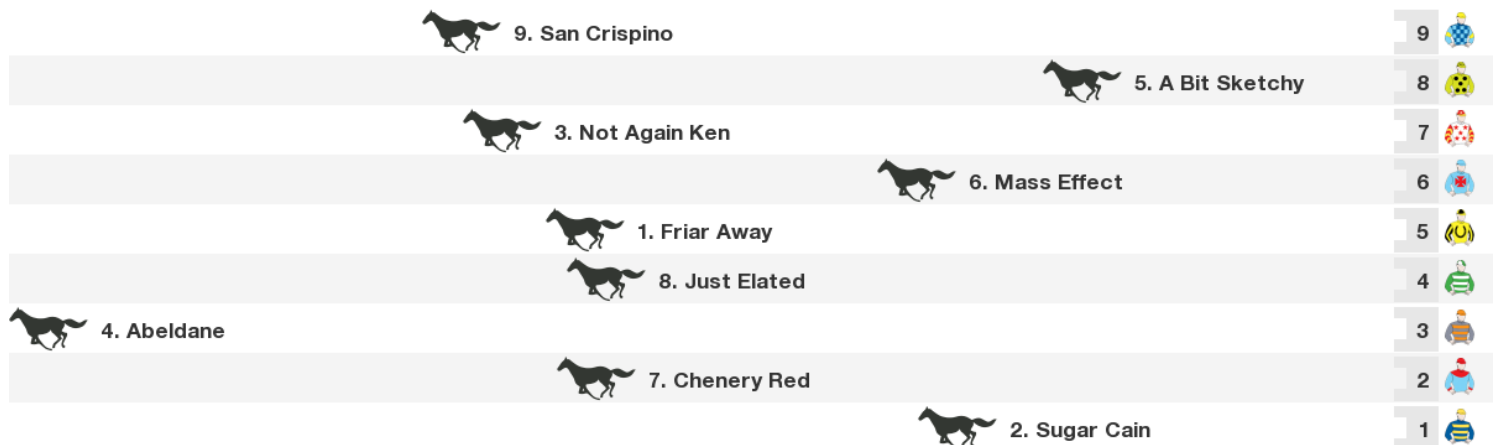 9. San Crispino 9
5. A Bit Sketchy 8
3. Not Again Ken 7
6. Mass Effect 6
1. Friar Away 5
8. Just Elated 4
4. Abeldane 3
7. Chenery Red 2
2. Sugar Cain 1